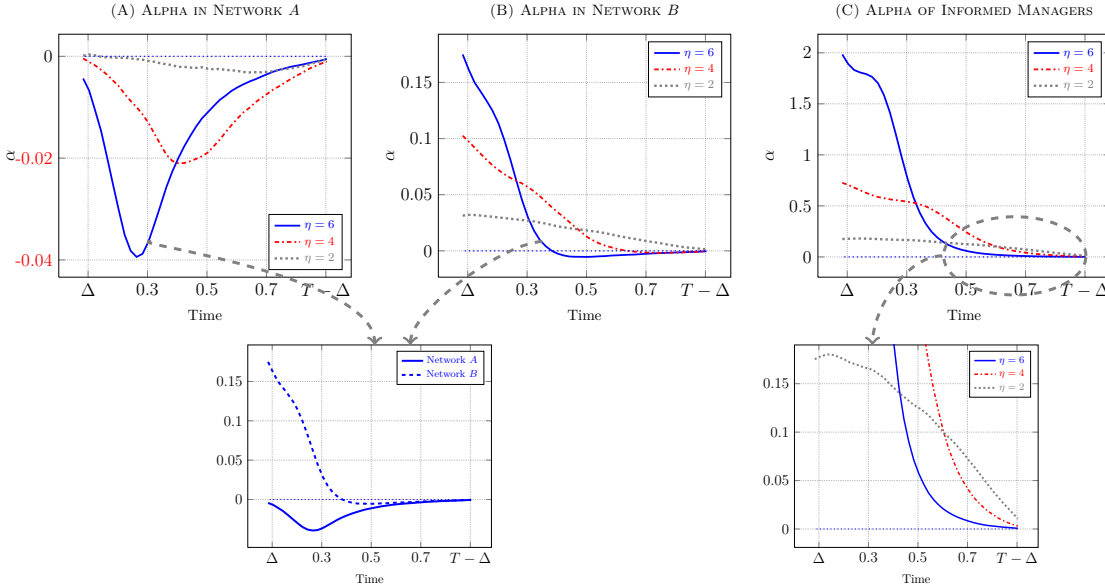 (A) Alpha in Network A
0
-0.02
-0.04
α
η = 6
η = 4
η = 2
Δ
0.3
0.5
0.7
T − Δ
Time
(B) Alpha in Network B
0.15
0.1
0.05
0
α
η = 6
η = 4
η = 2
Δ
0.3
0.5
0.7
T − Δ
Time
(C) Alpha of Informed Managers
2
1.5
1
0.5
0
α
η = 6
η = 4
η = 2
Δ
0.3
0.5
0.7
T − Δ
Time
0.15
0.1
0.05
0
Network A
Network B
Δ
0.3
0.5
0.7
T − Δ
Time
0.15
0.1
0.05
0
η = 6
η = 4
η = 2
Δ
0.3
0.5
0.7
T − Δ
Time